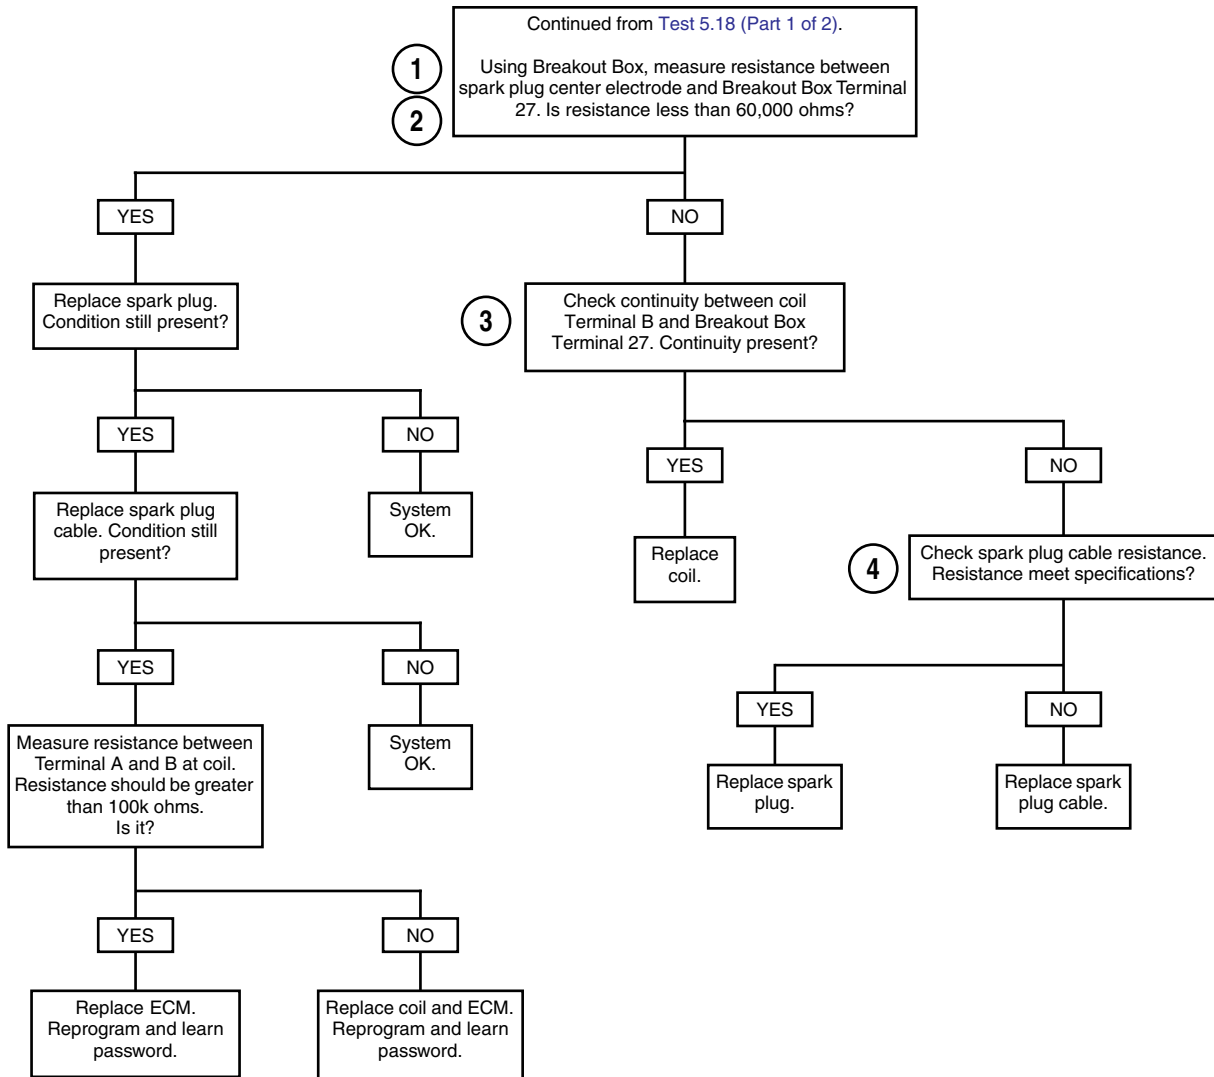 Continued from Test 5.18 (Part 1 of 2).
Using Breakout Box, measure resistance between
spark plug center electrode and Breakout Box Terminal
27. Is resistance less than 60,000 ohms?
1
2
YES
NO
Replace spark plug.
Condition still present?
3
Check continuity between coil
Terminal B and Breakout Box
Terminal 27. Continuity present?
YES
NO
YES
NO
Replace spark plug
cable. Condition still
present?
System
OK.
Replace
coil.
4
Check spark plug cable resistance.
Resistance meet specifications?
YES
NO
YES
NO
Measure resistance between
Terminal A and B at coil.
Resistance should be greater
than 100k ohms.
Is it?
System
OK.
Replace spark
plug.
Replace spark
plug cable.
YES
NO
Replace ECM.
Reprogram and learn
password.
Replace coil and ECM.
Reprogram and learn
password.